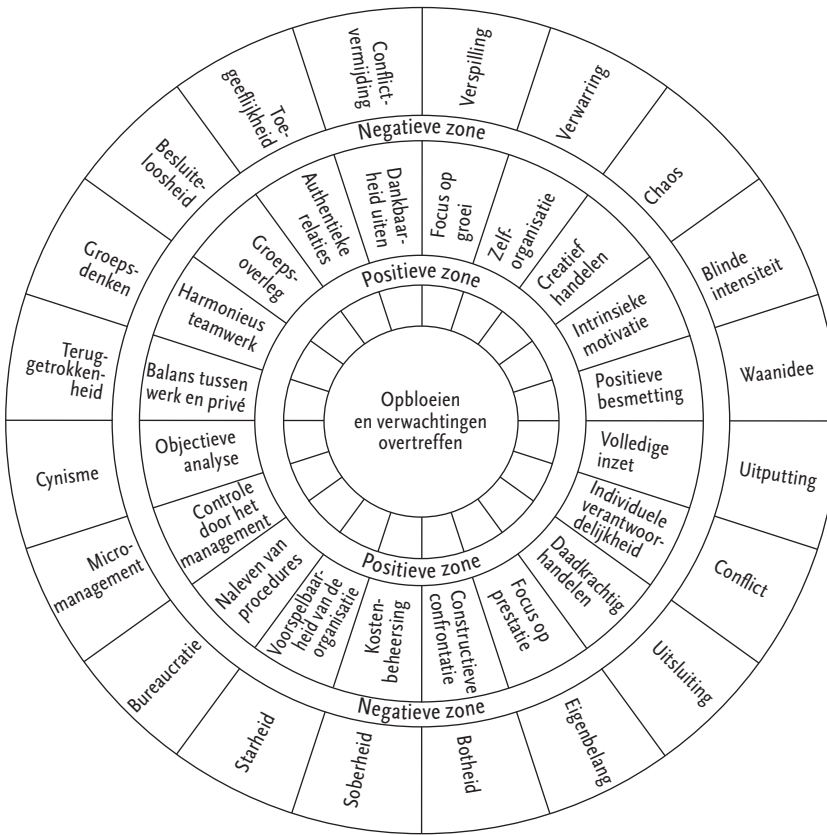 Verspilling
Verwarring
Chaos
Blinde
intensiteit
Waanidee
Uitputting
Conflict
Uitsluiting
Eigenbelang
Botheid
Soberheid
Starheid
Bureaucratie
Micro-
management
Cynisme
Terug-
getrokken-
heid
Groeps-
denken
Besluite-
loosheid
Toe-
geeflijkheid
Conflict-
vermijding
Negatieve zone
Focus op
groei
Zelf-
organisatie
Creatief
handelen
Intrinsieke
motivatie
Positieve
besmetting
Volledige
inzet
Individuele
verantwoor-
delijkheid
Daadkrachtig
handelen
Focus op
prestatie
Constructieve
confrontatie
Kosten-
beheersing
Voorspelbaar-
heid van de
organisatie
Naleven van
procedures
Controle
door het
management
Objectieve
analyse
Balans tussen
werk en privé
Harmonieus
teamwerk
Groeps-
overleg
Authentieke
relaties
Dankbaar-
heid uiten
Positieve zone
Opbloeien
en verwachtingen
overtreffen
Positieve zone
Negatieve zone